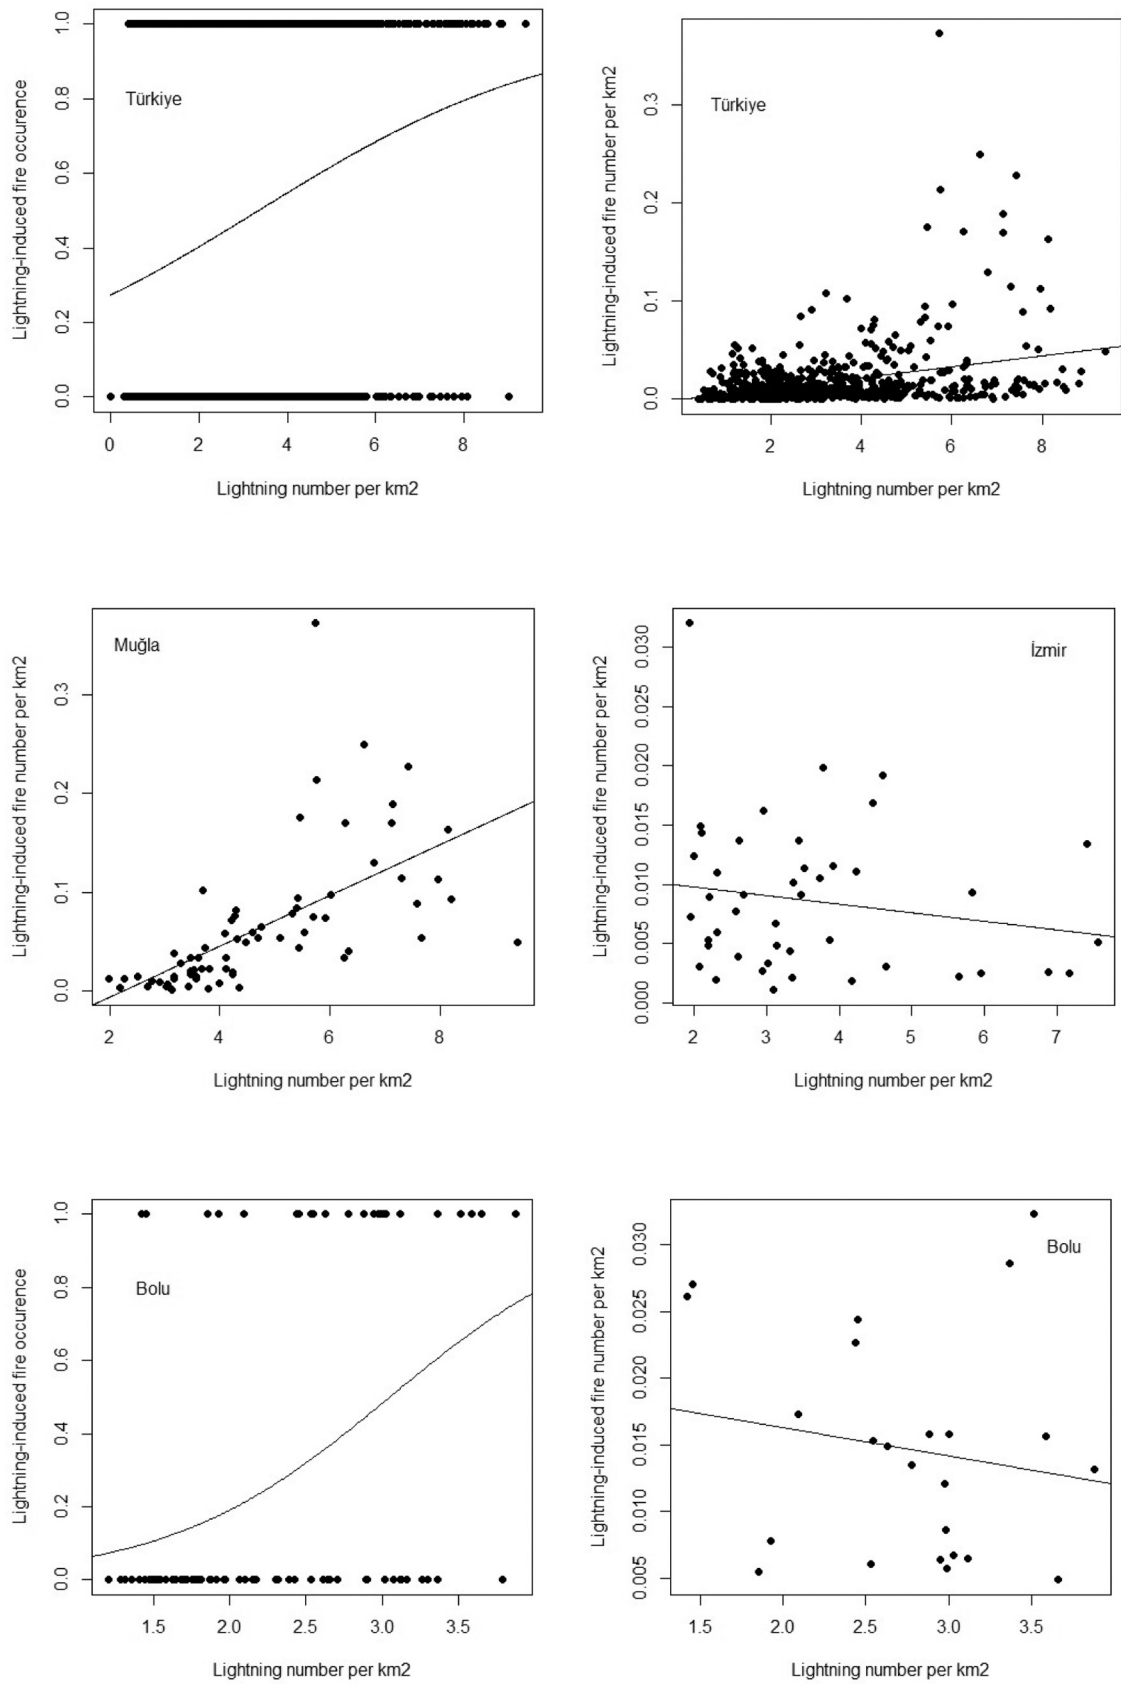 Lightning-induced fire occurence
1.0
0.8
0.6
0.4
0.2
0.0
Türkiye
0 2 4 6 8
Lightning number per km2
Lightning-induced fire number per km2
0.3
0.2
0.1
0.0
Türkiye
2 4 6 8
Lightning number per km2
Lightning-induced fire number per km2
0.3
0.2
0.1
0.0
Muğla
2 4 6 8
Lightning number per km2
Lightning-induced fire number per km2
0.030
0.025
0.020
0.015
0.010
0.005
0.000
İzmir
2 3 4 5 6 7
Lightning number per km2
Lightning-induced fire occurence
1.0
0.8
0.6
0.4
0.2
0.0
Bolu
1.5 2.0 2.5 3.0 3.5
Lightning number per km2
Lightning-induced fire number per km2
0.030
0.025
0.020
0.015
0.010
0.005
Bolu
1.5 2.0 2.5 3.0 3.5
Lightning number per km2